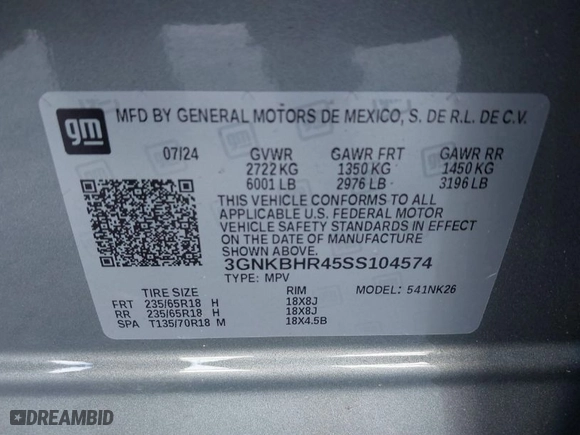 gm
MFD BY GENERAL MOTORS DE MEXICO, S. DE R.L. DE C.V.
07/24 GVWR GAWR FRT GAWR RR
2722 KG 1350 KG 1450 KG
6001 LB 2976 LB 3196 LB
THIS VEHICLE CONFORMS TO ALL
APPLICABLE U.S. FEDERAL MOTOR
VEHICLE SAFETY STANDARDS IN EFFECT
ON THE DATE OF MANUFACTURE SHOWN ABOVE.
3GNKBHR45SS104574
TYPE: MPV MODEL: 541NK26
TIRE SIZE RIM
FRT 235/65R18 H 18X8J
RR 235/65R18 H 18X8J
SPA T135/70R18 M 18X4.5B
DREAMBID